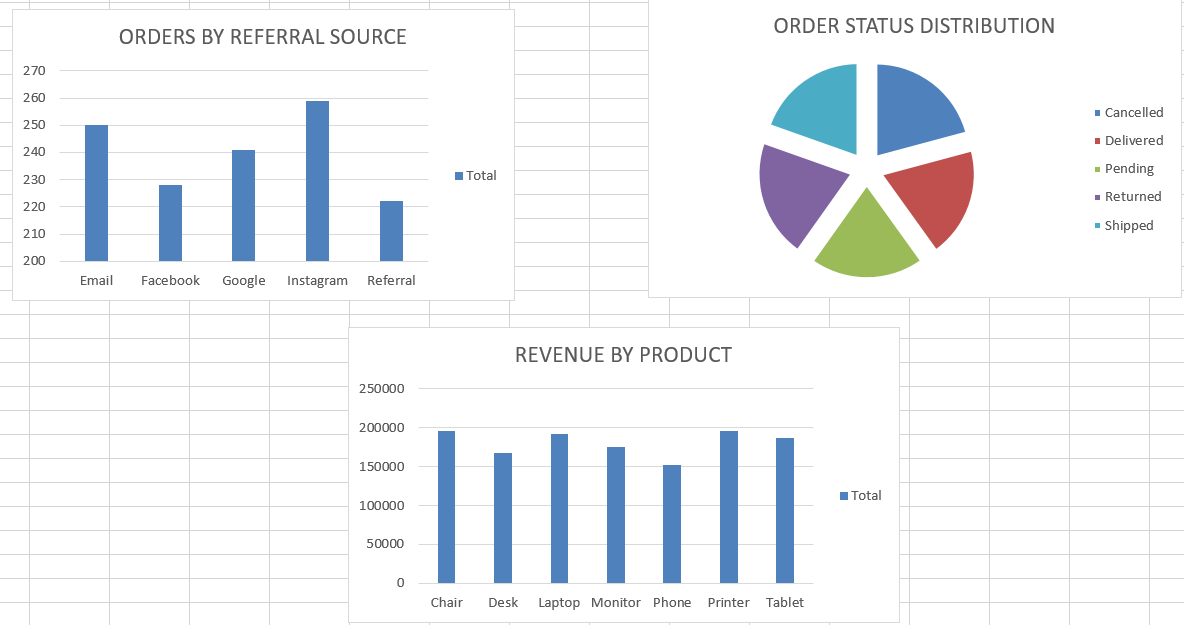 ORDERS BY REFERRAL SOURCE
270
260
250
240
230
220
210
200
Email Facebook Google Instagram Referral
Total
ORDER STATUS DISTRIBUTION
Cancelled
Delivered
Pending
Returned
Shipped
REVENUE BY PRODUCT
250000
200000
150000
100000
50000
0
Chair Desk Laptop Monitor Phone Printer Tablet
Total